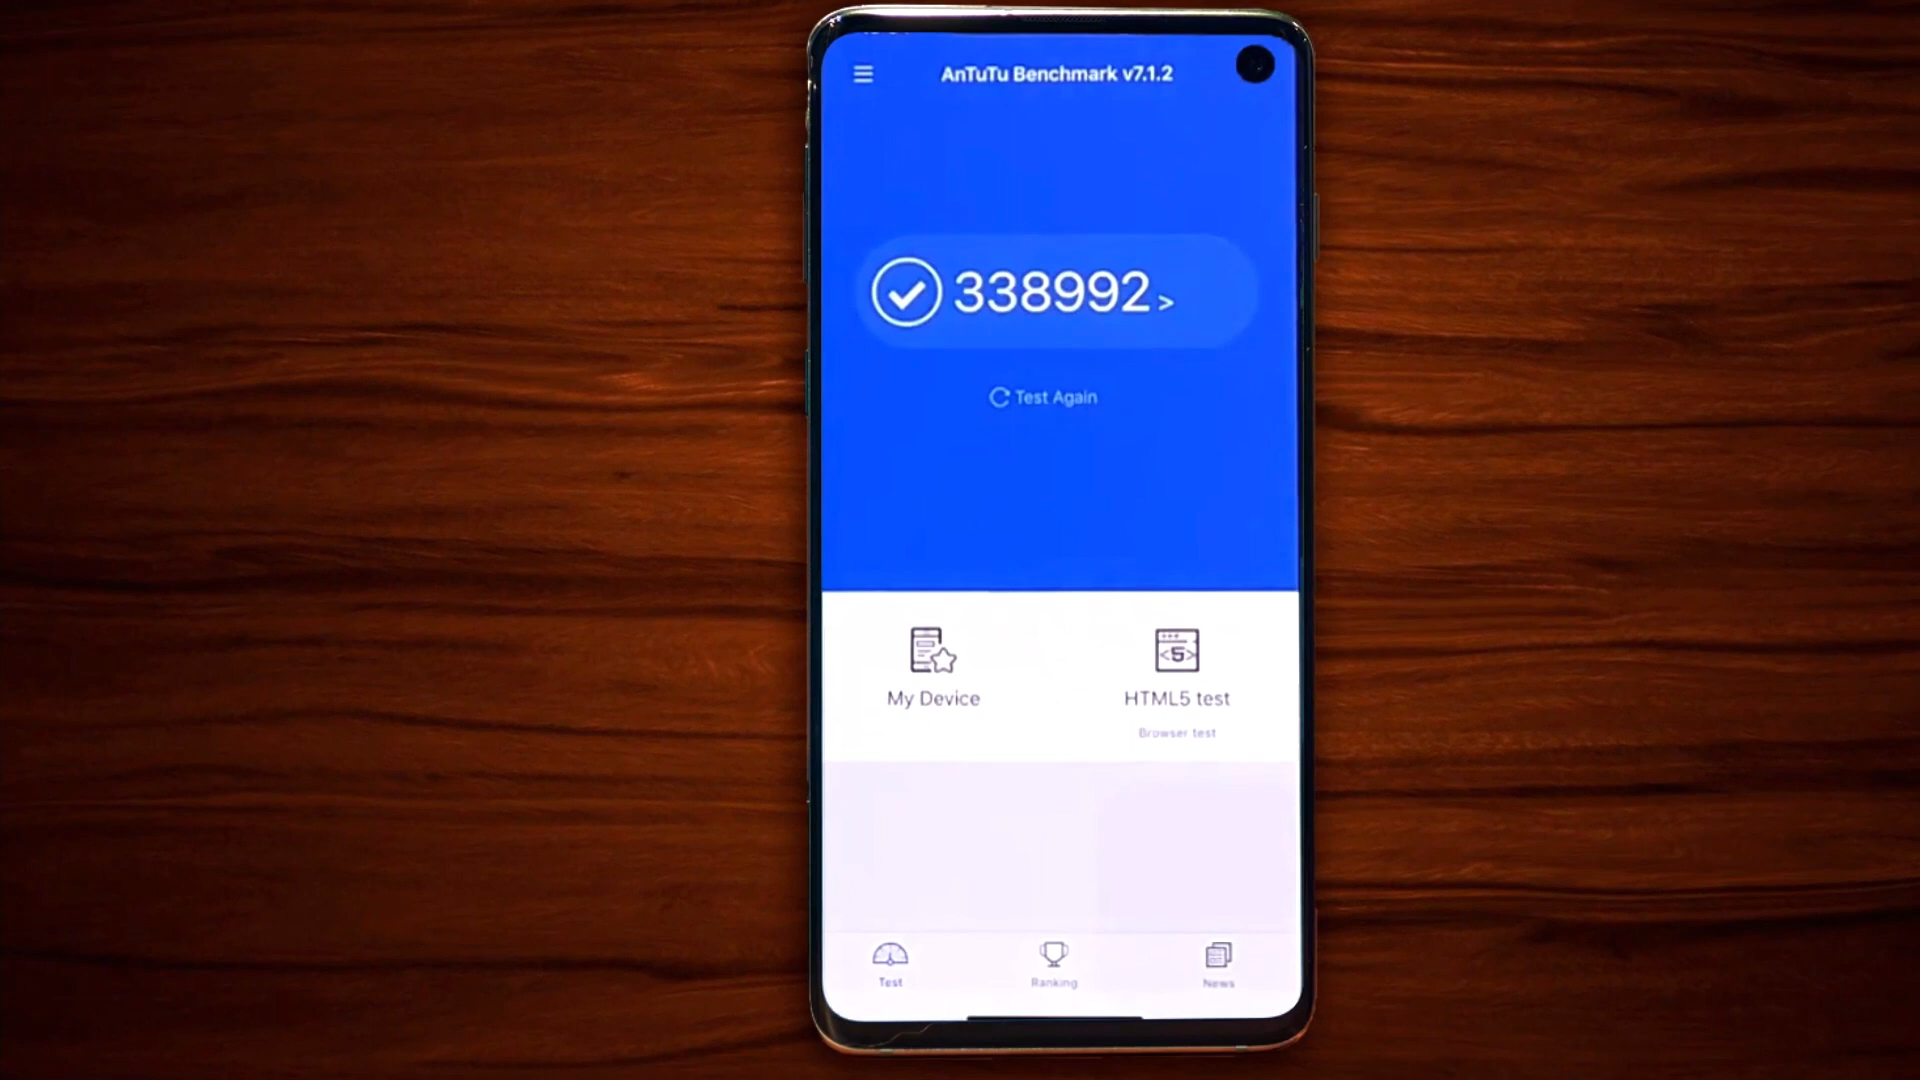 AnTuTu Benchmark v7.1.2
338992 >
Test Again
My Device
HTML5 test
Browser test
Test
Ranking
News